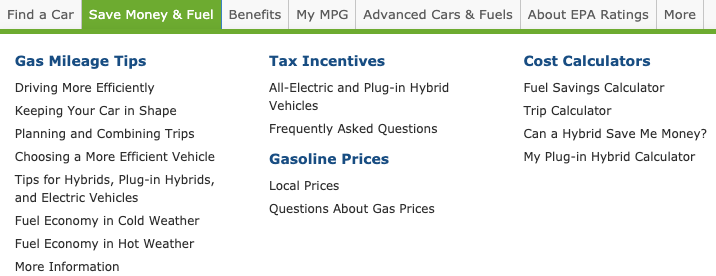 Find a Car
Save Money & Fuel
Benefits
My MPG
Advanced Cars & Fuels
About EPA Ratings
More
Gas Mileage Tips
Driving More Efficiently
Keeping Your Car in Shape
Planning and Combining Trips
Choosing a More Efficient Vehicle
Tips for Hybrids, Plug-in Hybrids,
and Electric Vehicles
Fuel Economy in Cold Weather
Fuel Economy in Hot Weather
More Information
Tax Incentives
All-Electric and Plug-in Hybrid
Vehicles
Frequently Asked Questions
Gasoline Prices
Local Prices
Questions About Gas Prices
Cost Calculators
Fuel Savings Calculator
Trip Calculator
Can a Hybrid Save Me Money?
My Plug-in Hybrid Calculator